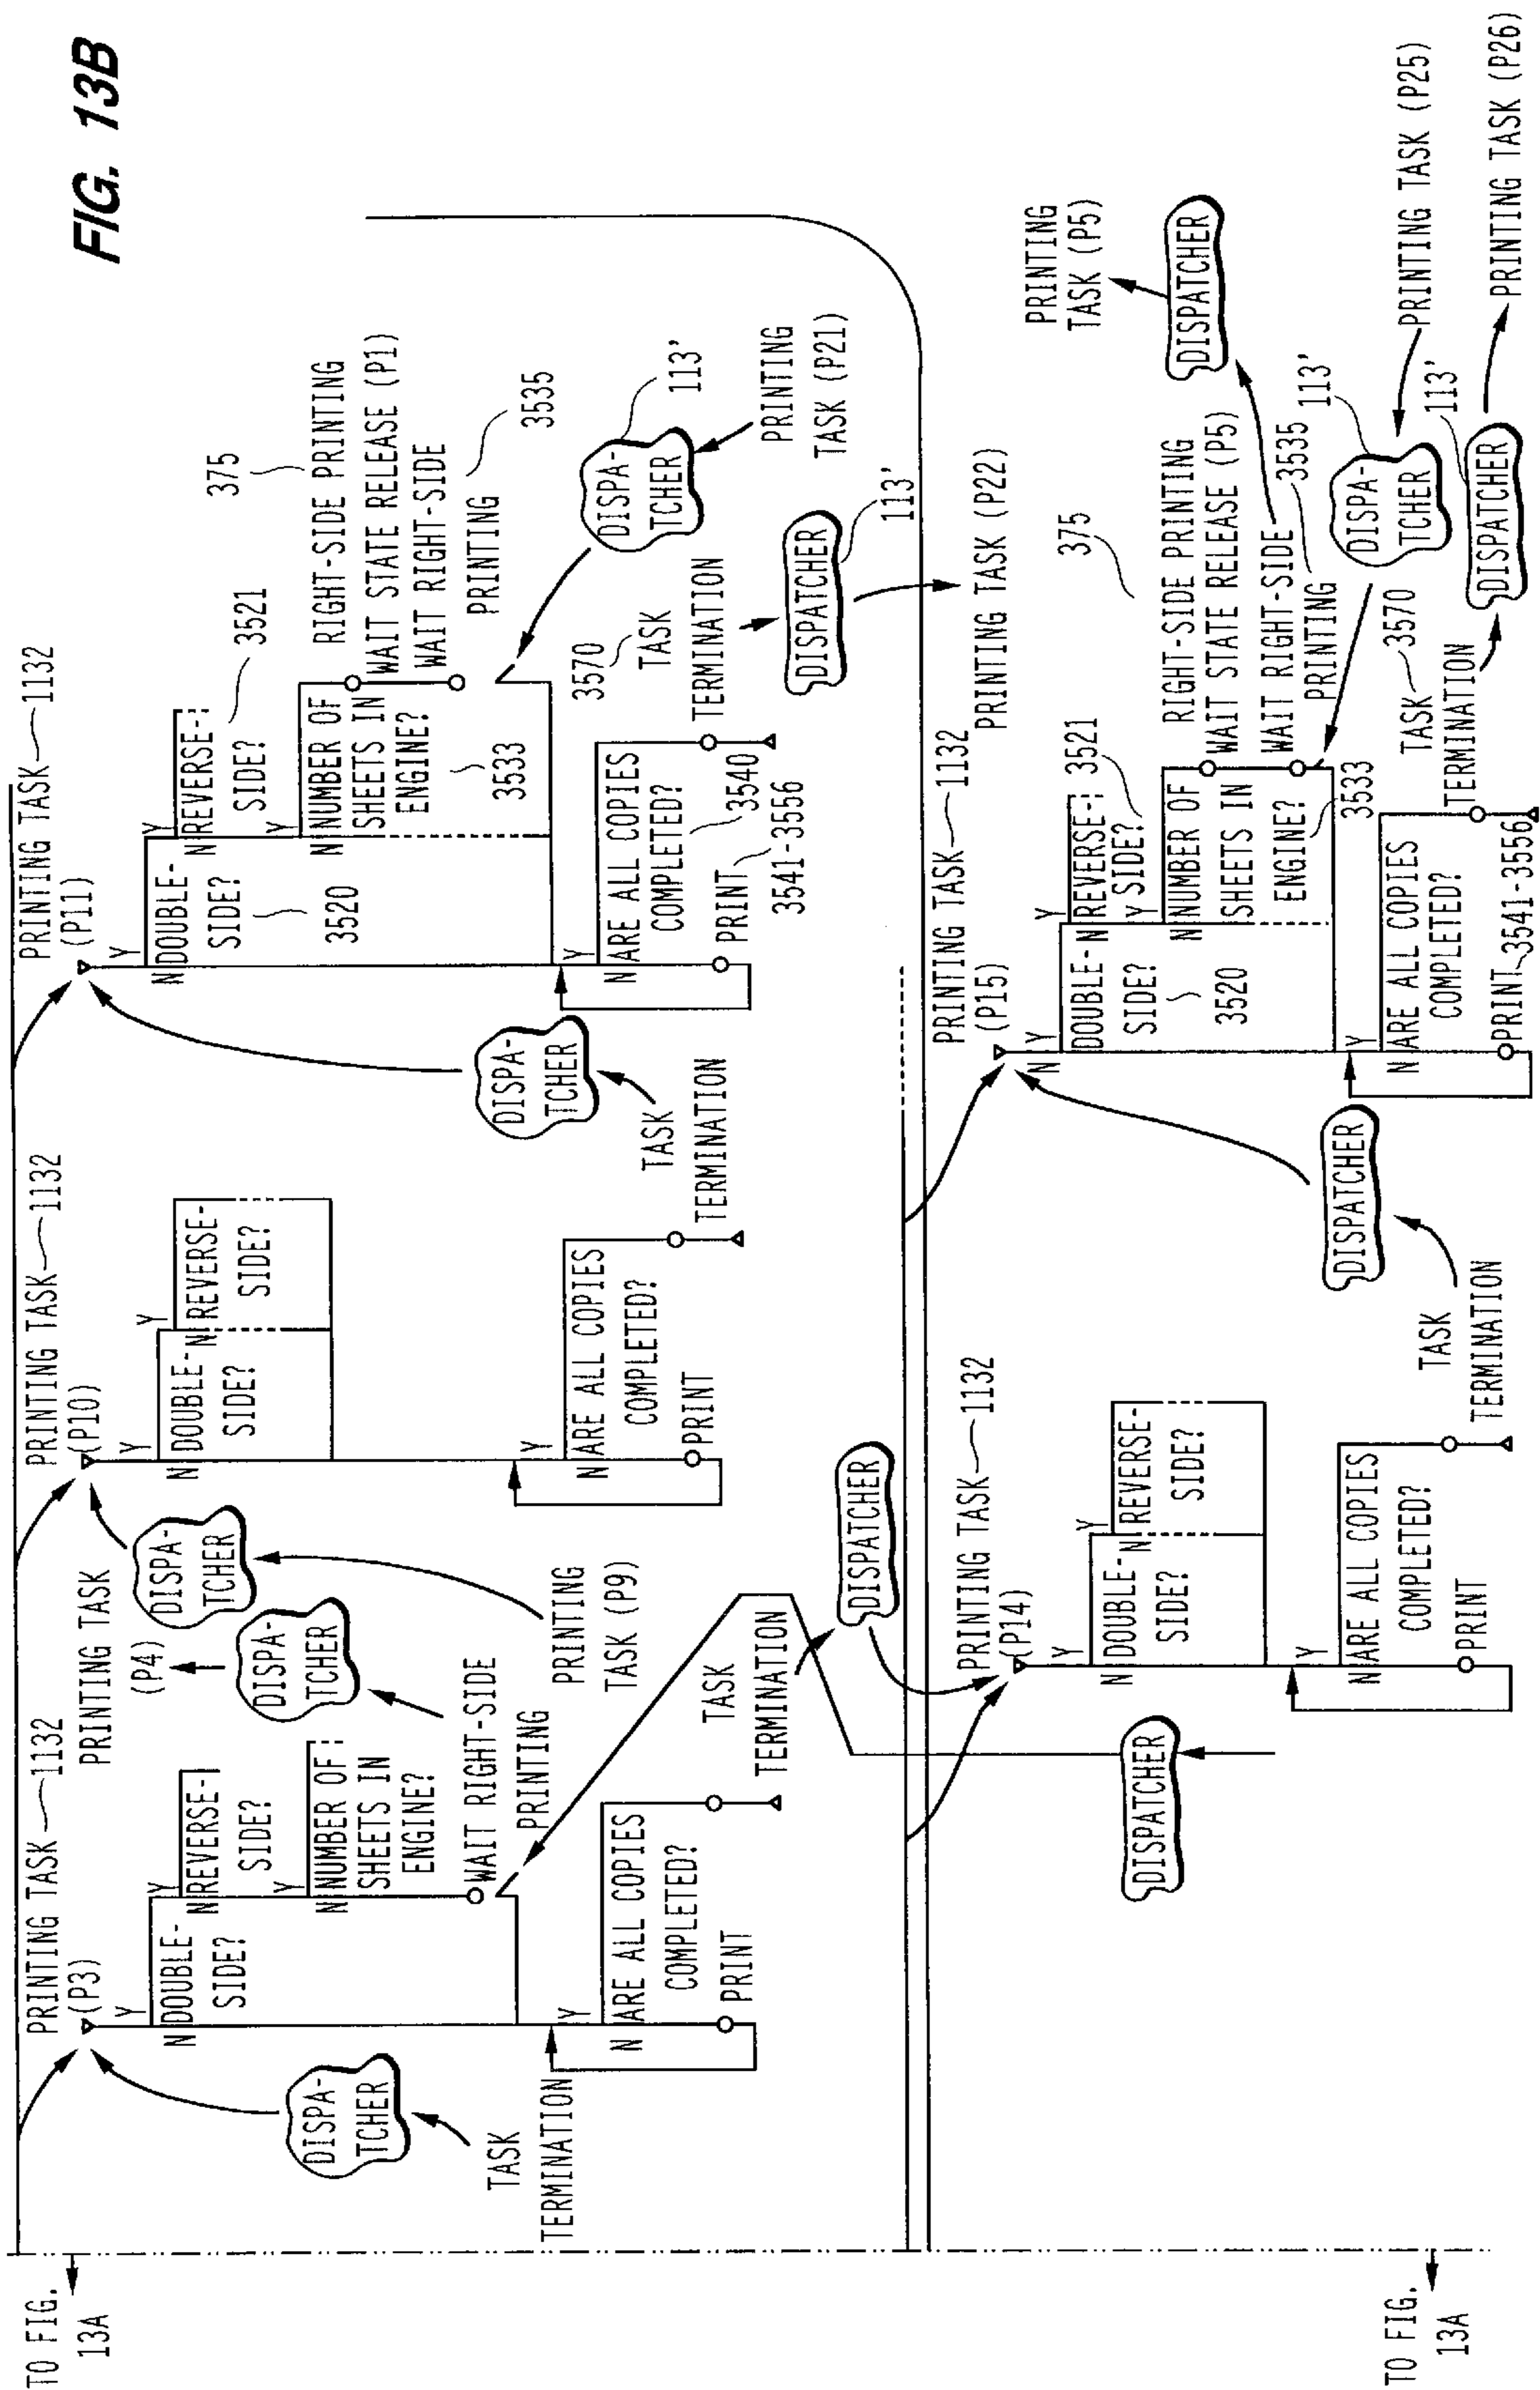 FIG. 13B
TO FIG.
13A
PRINTING TASK 1132
(P3)
Y
N DOUBLE-
SIDE?
Y
N REVERSE-
SIDE?
Y
N NUMBER OF
SHEETS IN
ENGINE?
WAIT RIGHT-SIDE
PRINTING
DISPA-
TCHER
PRINTING TASK
(P4)
DISPA-
TCHER
TASK
TERMINATION
Y
N ARE ALL COPIES
COMPLETED?
PRINT
TASK
TERMINATION
DISPATCHER
PRINTING TASK 1132
(P10)
DISPA-
TCHER
PRINTING
TASK (P9)
Y
N DOUBLE-
SIDE?
Y
N REVERSE-
SIDE?
Y
N ARE ALL COPIES
COMPLETED?
PRINT
TASK
TERMINATION
DISPA-
TCHER
PRINTING TASK 1132
(P11)
Y
N DOUBLE-
SIDE?
3520
Y
N REVERSE-
SIDE?
3521
Y
N NUMBER OF
SHEETS IN
ENGINE?
3533
375
RIGHT-SIDE PRINTING
WAIT STATE RELEASE (P1)
WAIT RIGHT-SIDE
PRINTING
3535
DISPA-
TCHER
113'
PRINTING
TASK (P21)
Y
N ARE ALL COPIES
COMPLETED?
3540
PRINT
3541-3556
3570
TASK
TERMINATION
DISPATCHER
113'
PRINTING TASK (P22)
TO FIG.
13A
DISPATCHER
PRINTING TASK 1132
(P14)
Y
N DOUBLE-
SIDE?
Y
N REVERSE-
SIDE?
Y
N ARE ALL COPIES
COMPLETED?
PRINT
TASK
TERMINATION
DISPATCHER
PRINTING TASK 1132
(P15)
Y
N
DOUBLE-
SIDE?
3520
Y
N REVERSE-
SIDE?
3521
Y
N NUMBER OF
SHEETS IN
ENGINE?
3533
375
RIGHT-SIDE PRINTING
WAIT STATE RELEASE (P5)
WAIT RIGHT-SIDE
PRINTING
3535
DISPATCHER
PRINTING
TASK (P5)
DISPA-
TCHER
113'
PRINTING TASK (P25)
Y
N ARE ALL COPIES
COMPLETED?
PRINT 3541-3556
3570
TASK
TERMINATION
DISPATCHER
113'
PRINTING TASK (P26)